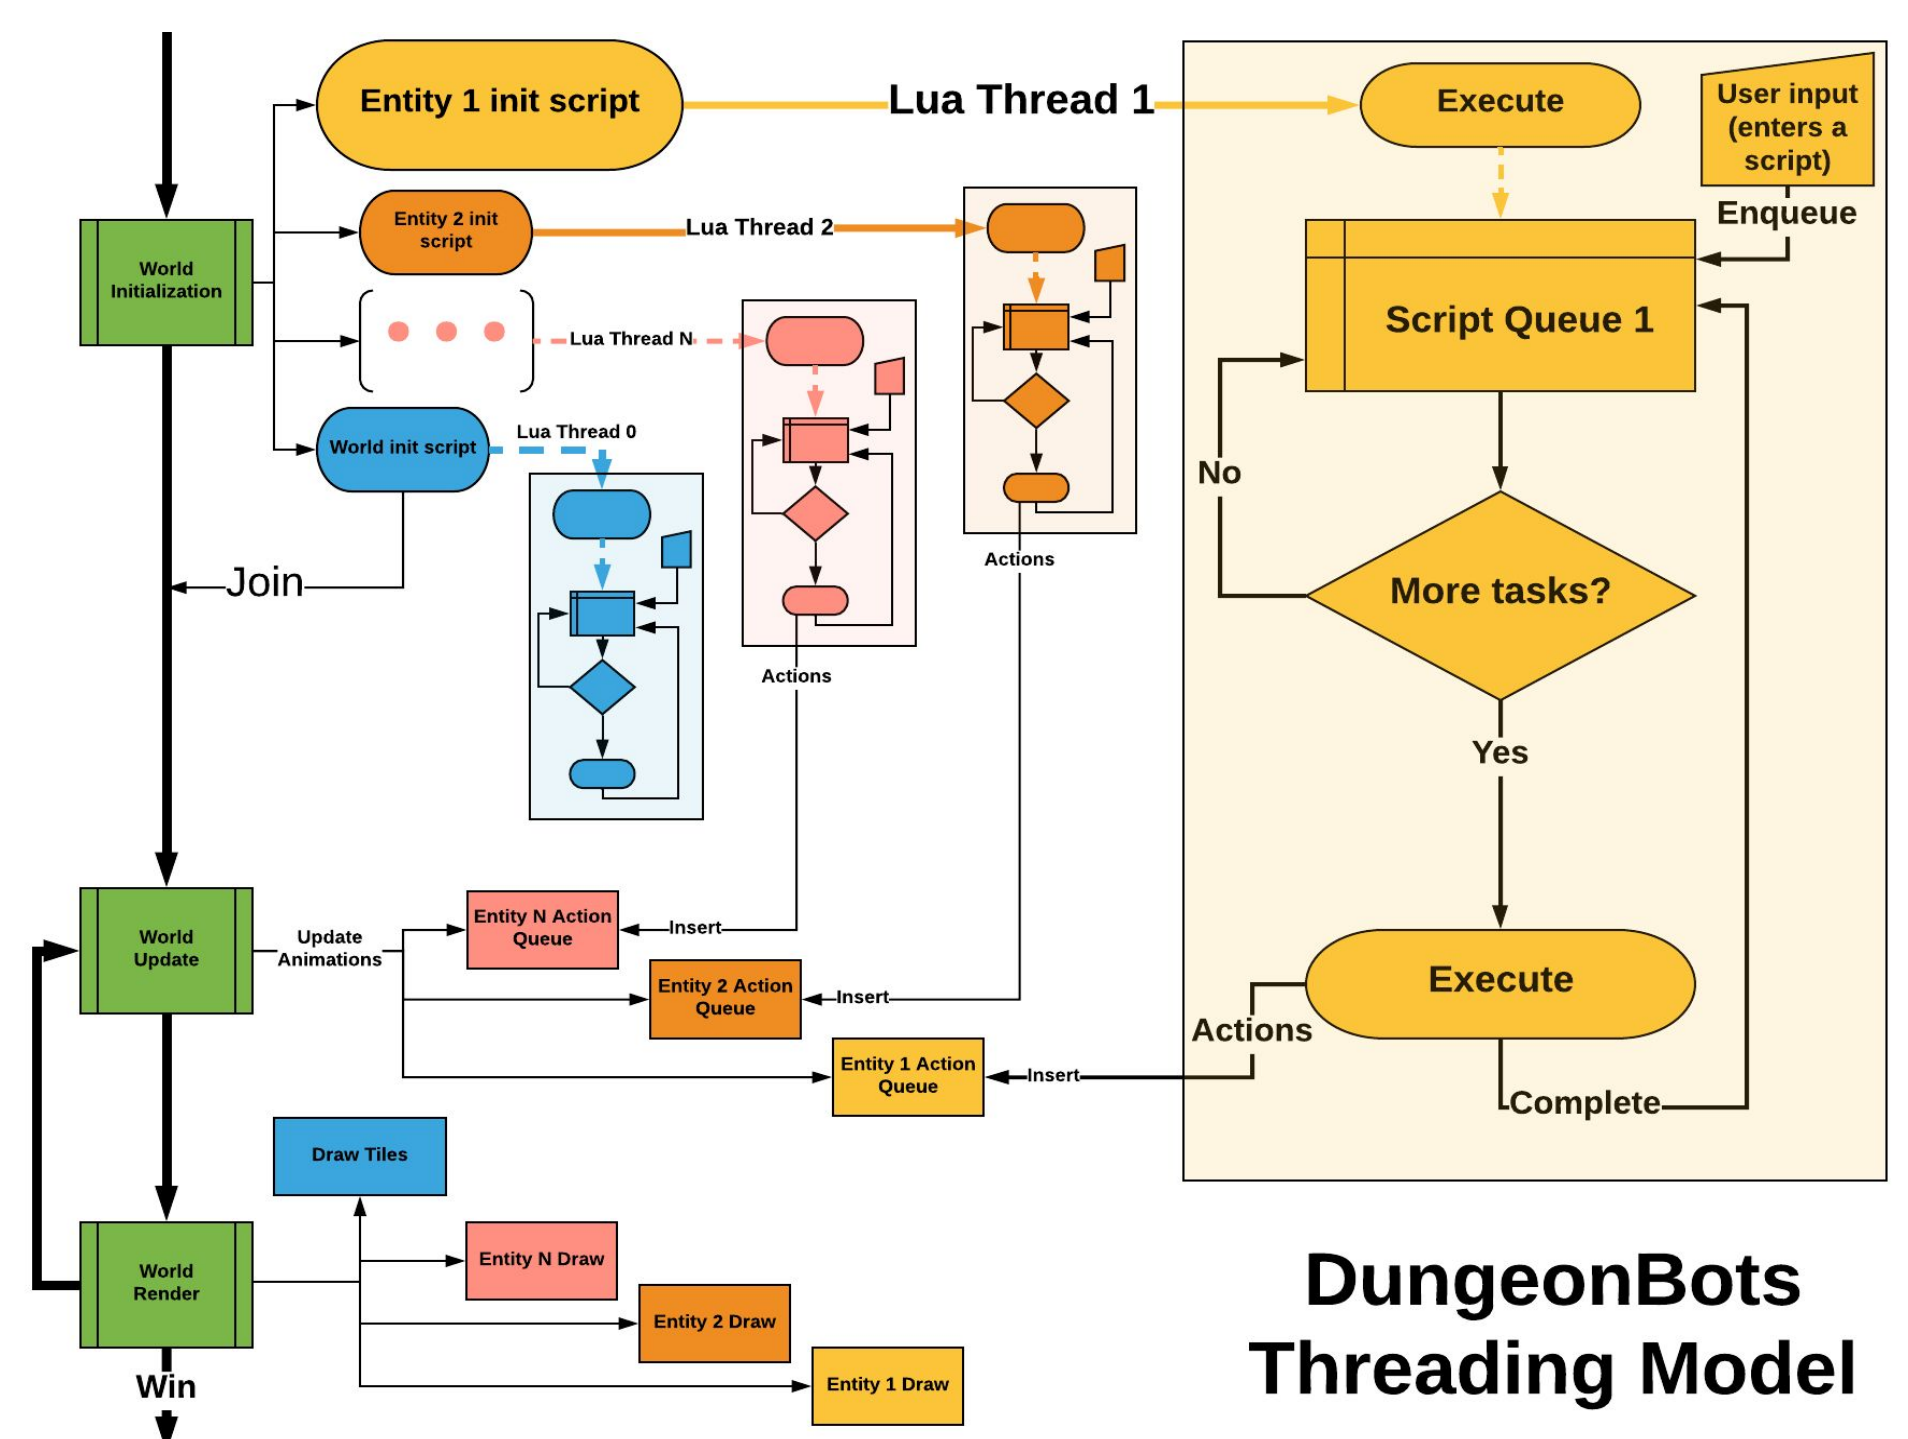 Entity 1 init script
Lua Thread 1
Execute
User input
(enters a
script)
Enqueue
Entity 2 init
script
Lua Thread 2
World
Initialization
Script Queue 1
Lua Thread N
World init script
Lua Thread 0
No
Join
Actions
More tasks?
Actions
Yes
Entity N Action
Queue
Insert
World
Update
Update
Animations
Entity 2 Action
Queue
Insert
Execute
Actions
Entity 1 Action
Queue
Insert
Complete
Draw Tiles
Entity N Draw
World
Render
Entity 2 Draw
Entity 1 Draw
Win
DungeonBots
Threading Model